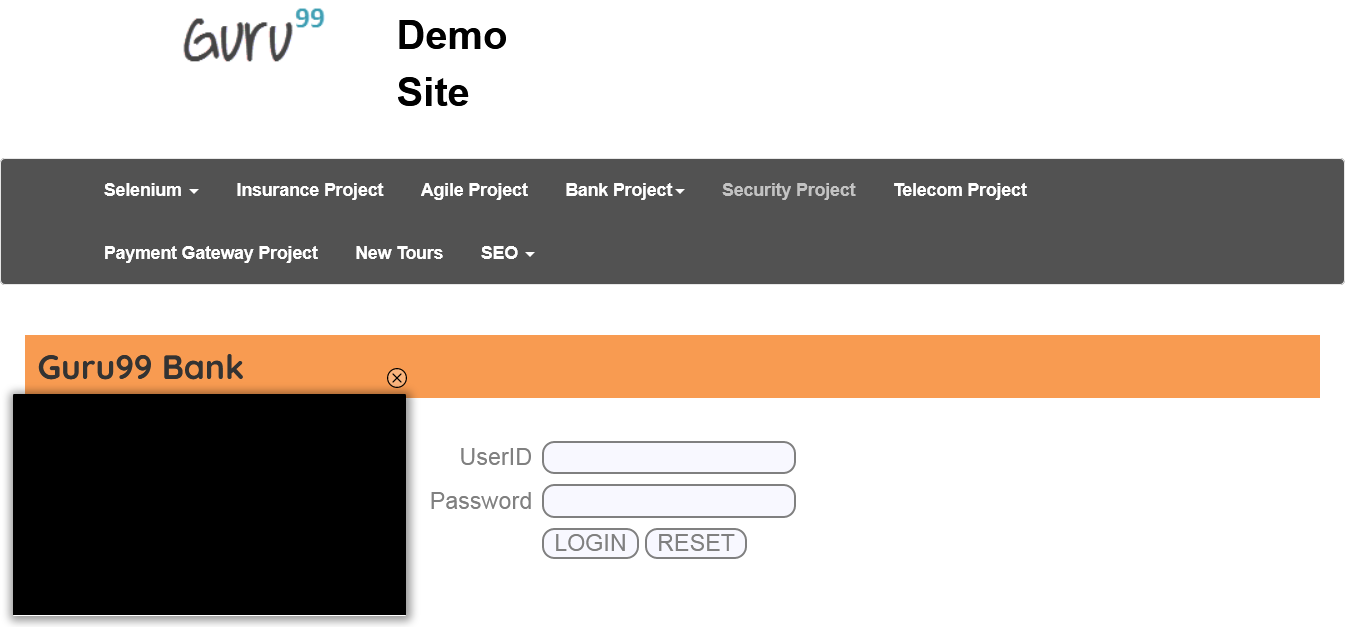 Guru99
Demo
Site
Selenium Insurance Project Agile Project Bank Project Security Project Telecom Project
Payment Gateway Project New Tours SEO
Guru99 Bank
UserID
Password
LOGIN RESET